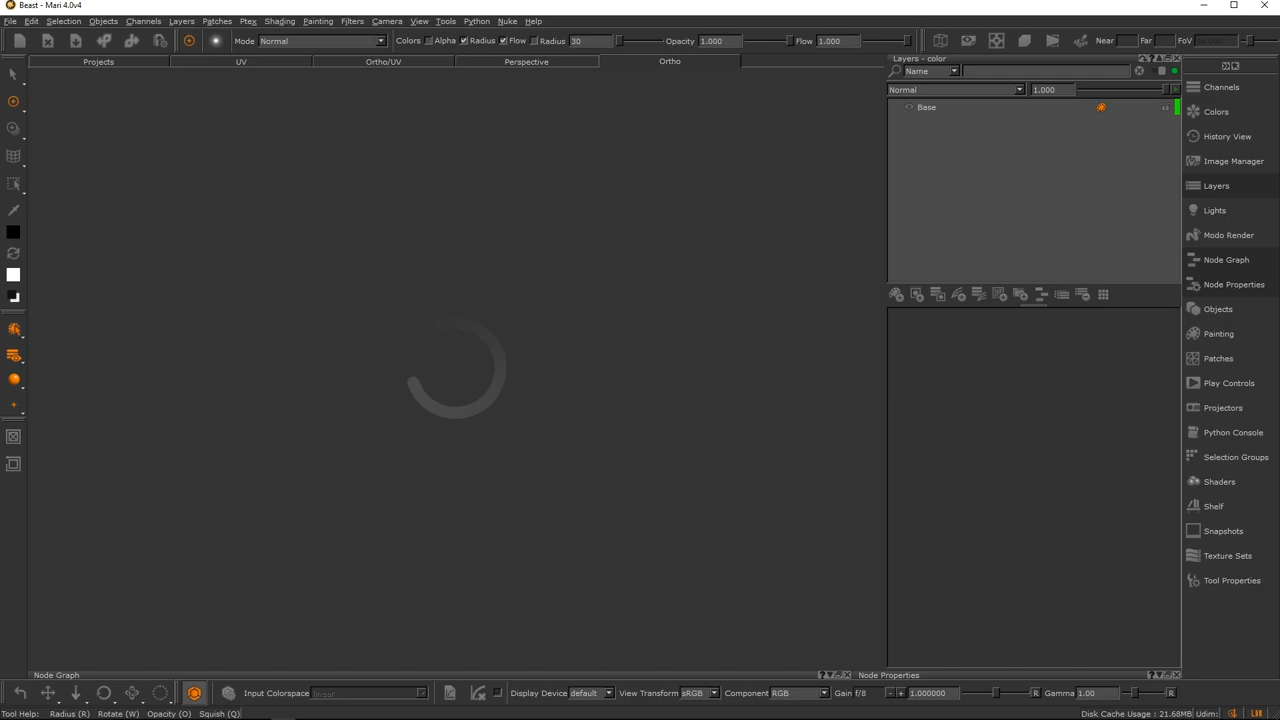 Beast - Mari 4.0v4
File Edit Selection Objects Channels Layers Patches Ptex Shading Painting Filters Camera View Tools Python Nuke Help
Mode Normal Colors Alpha Radius Flow Radius 30 Opacity 1.000 Flow 1.000 Near Far FoV
Projects UV Ortho/UV Perspective Ortho
Layers - color
Name
Normal 1.000
Base
Channels
Colors
History View
Image Manager
Layers
Lights
Modo Render
Node Graph
Node Properties
Objects
Painting
Patches
Play Controls
Projectors
Python Console
Selection Groups
Shaders
Shelf
Snapshots
Texture Sets
Tool Properties
Node Graph Node Properties
Input Colorspace linear Display Device default View Transform sRGB Component RGB Gain f/8 - + 1.000000 R Gamma 1.00 R
Tool Help: Radius (R) Rotate (W) Opacity (O) Squish (Q) Disk Cache Usage : 21.68MB Udim: